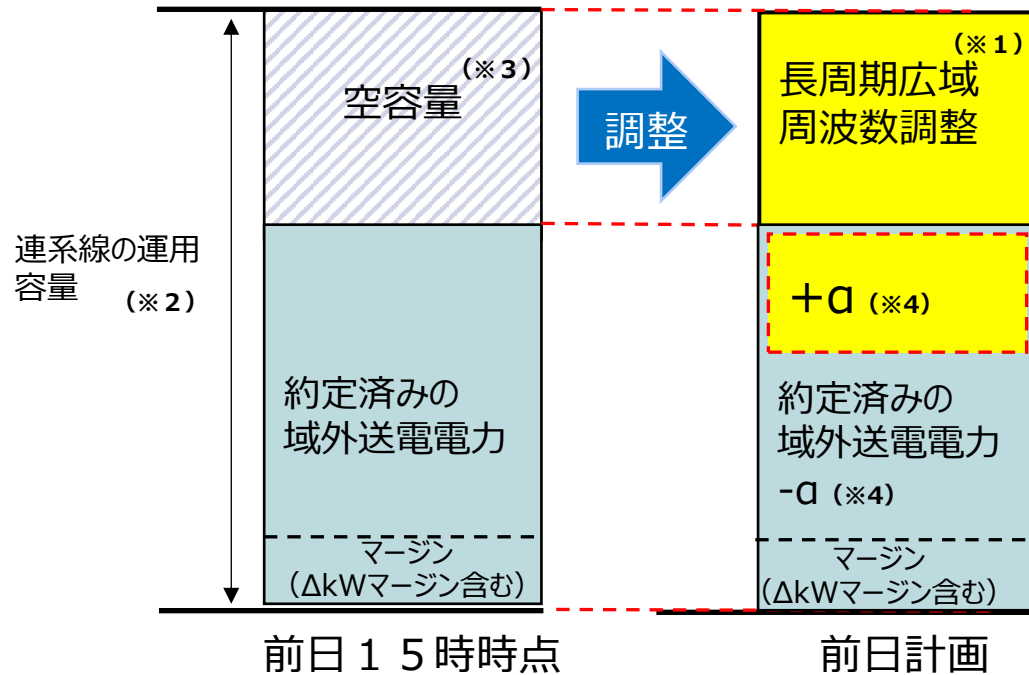 連系線の運用
容量 (※2)
(※3)
空容量
約定済みの
域外送電電力
マージン
(ΔkWマージン含む)
前日15時時点
調整
(※1)
長周期広域
周波数調整
+α (※4)
約定済みの
域外送電電力
-α (※4)
マージン
(ΔkWマージン含む)
前日計画